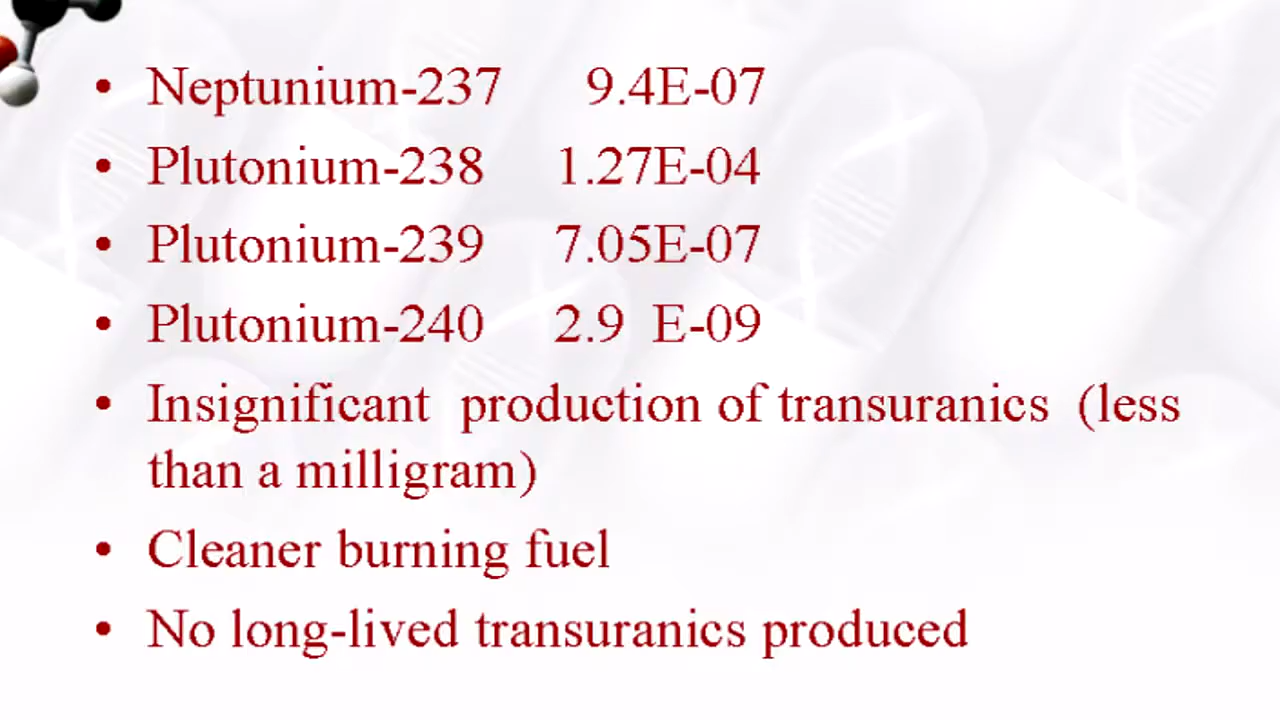 • Neptunium-237 9.4E-07
• Plutonium-238 1.27E-04
• Plutonium-239 7.05E-07
• Plutonium-240 2.9 E-09
• Insignificant production of transuranics (less
than a milligram)
• Cleaner burning fuel
• No long-lived transuranics produced